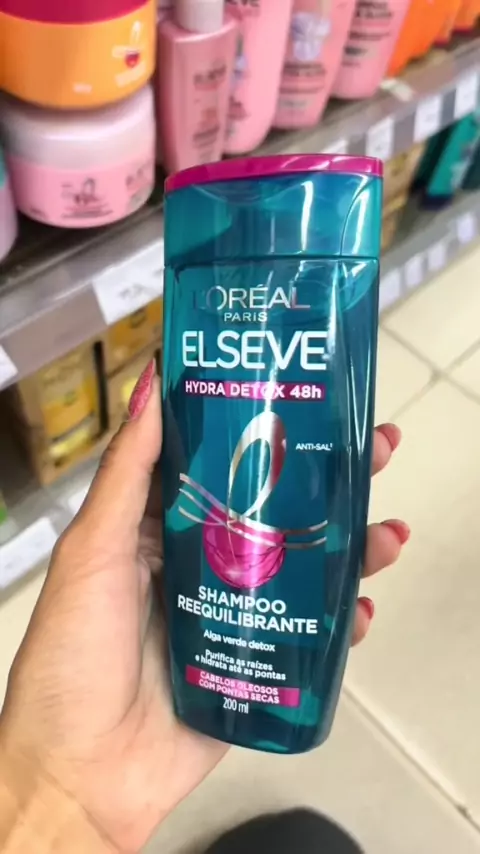 L'ORÉAL
PARIS
ELSEVE
HYDRA DETOX 48h
ANTI-SAL¹
SHAMPOO
REEQUILIBRANTE
Alga verde detox
Purifica as raízes
e hidrata até as pontas
CABELOS OLEOSOS
COM PONTAS SECAS
200 ml